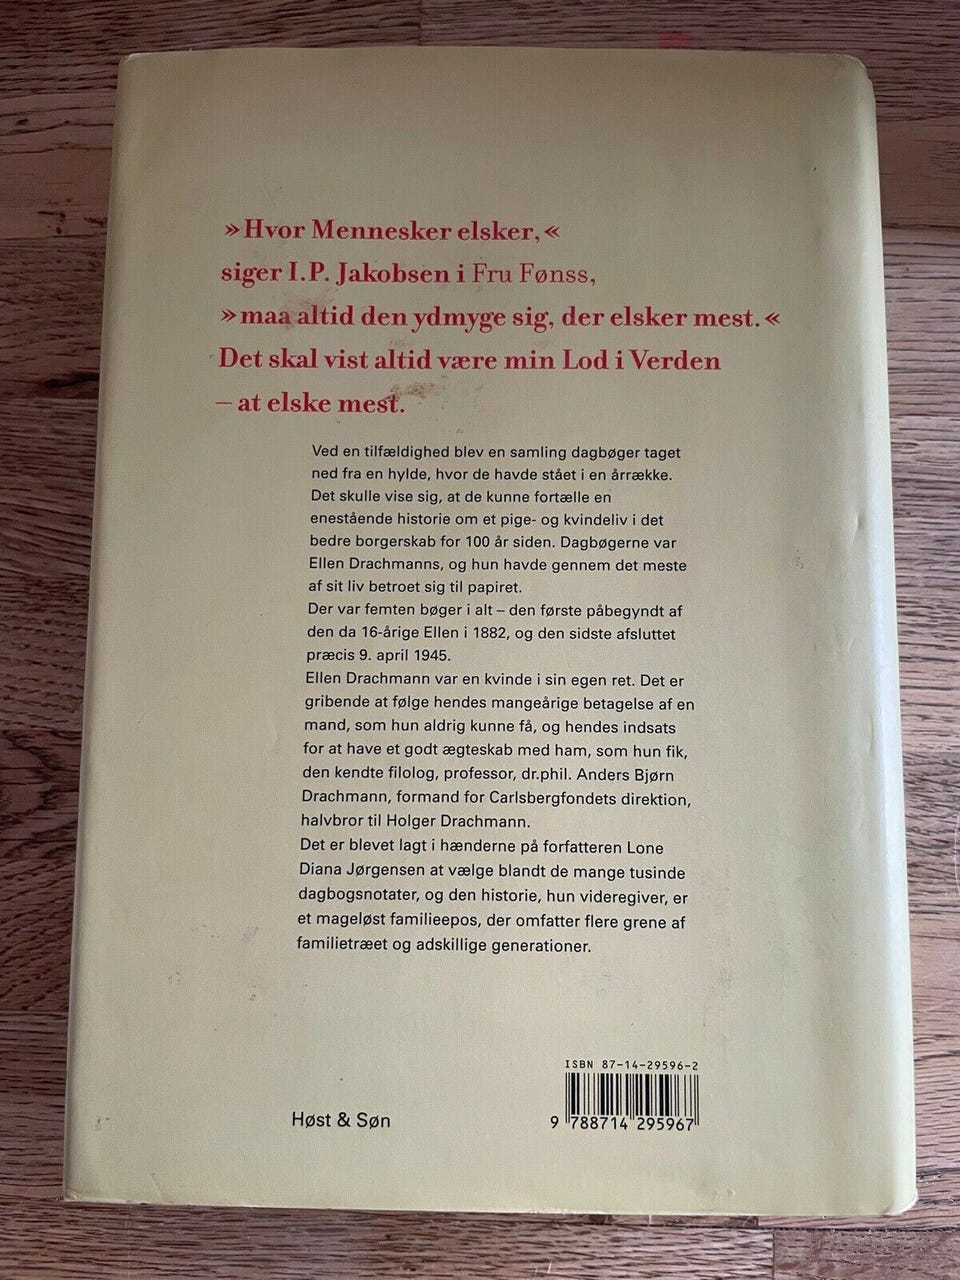 »Hvor Mennesker elsker,«
siger I.P. Jakobsen i Fru Fønss,
»maa altid den ydmyge sig, der elsker mest.«
Det skal vist altid være min Lod i Verden
– at elske mest.
Ved en tilfældighed blev en samling dagbøger taget
ned fra en hylde, hvor de havde stået i en årrække.
Det skulle vise sig, at de kunne fortælle en
enestående historie om et pige- og kvindeliv i det
bedre borgerskab for 100 år siden. Dagbøgerne var
Ellen Drachmanns, og hun havde gennem det meste
af sit liv betroet sig til papiret.
Der var femten bøger i alt – den første påbegyndt af
den da 16-årige Ellen i 1882, og den sidste afsluttet
præcis 9. april 1945.
Ellen Drachmann var en kvinde i sin egen ret. Det er
gribende at følge hendes mangeårige betagelse af en
mand, som hun aldrig kunne få, og hendes indsats
for at have et godt ægteskab med ham, som hun fik,
den kendte filolog, professor, dr.phil. Anders Bjørn
Drachmann, formand for Carlsbergfondets direktion,
halvbror til Holger Drachmann.
Det er blevet lagt i hænderne på forfatteren Lone
Diana Jørgensen at vælge blandt de mange tusinde
dagbogsnotater, og den historie, hun videregiver, er
et mageløst familieepos, der omfatter flere grene af
familietræet og adskillige generationer.
ISBN 87-14-29596-2
9 788714 295967
Høst & Søn